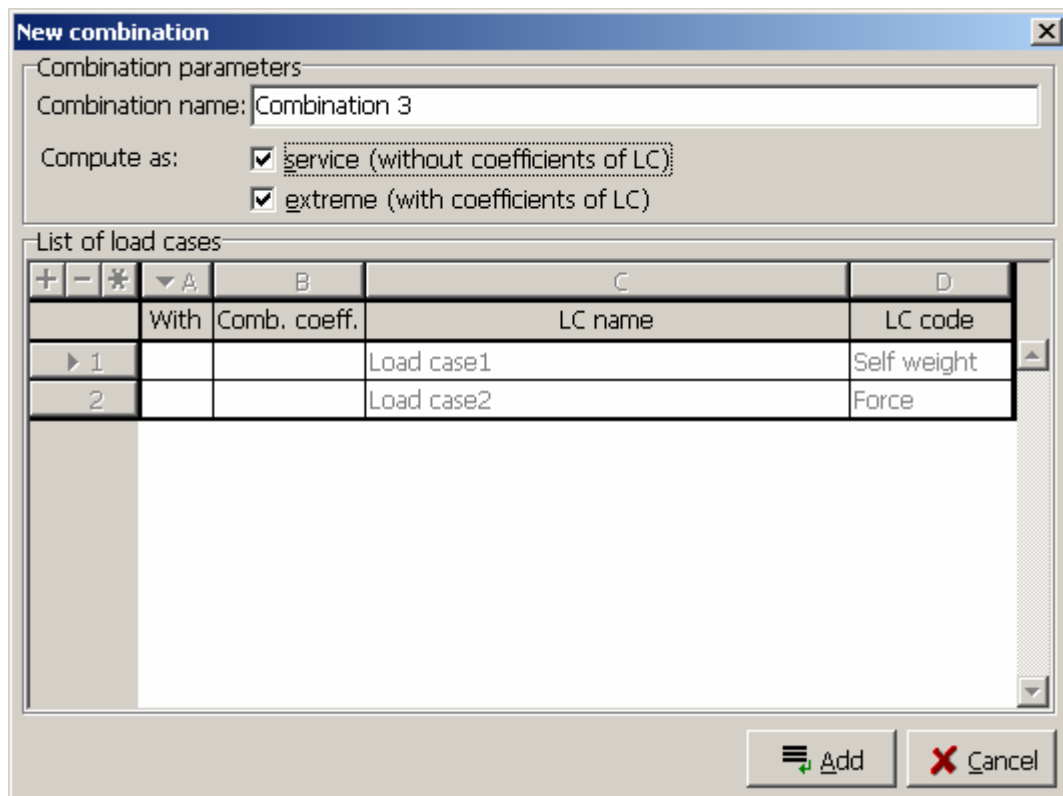 New combination
Combination parameters
Combination name: Combination 3
Compute as: service (without coefficients of LC)
extreme (with coefficients of LC)
List of load cases
+ - * A B C D
With Comb. coeff. LC name LC code
1 Load case1 Self weight
2 Load case2 Force
Add Cancel